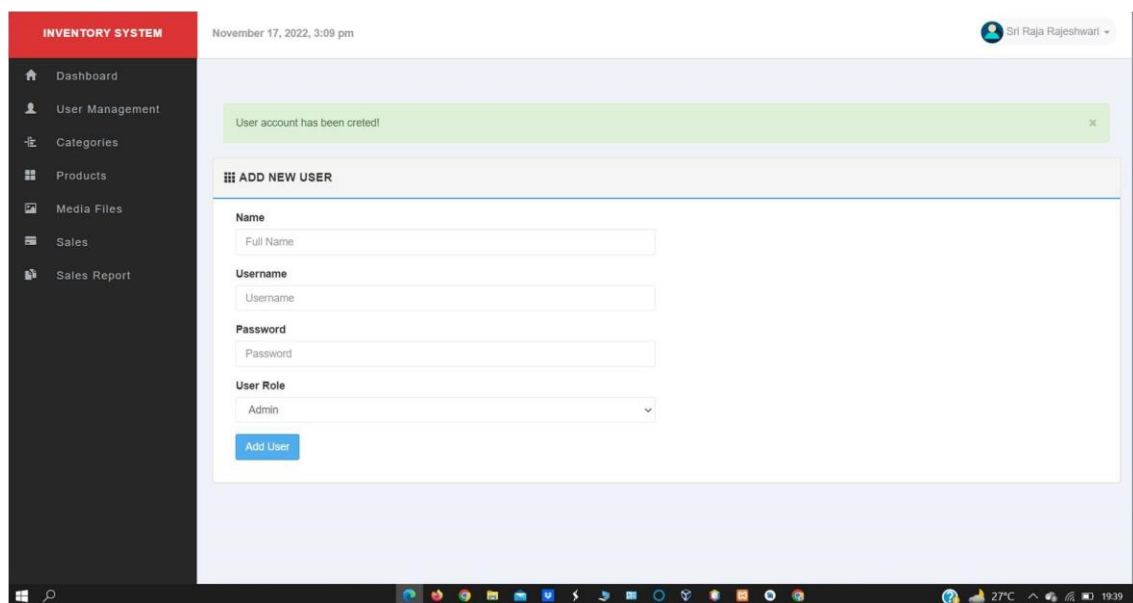 INVENTORY SYSTEM
November 17, 2022, 3:09 pm
Sri Raja Rajeshwari
Dashboard
User Management
Categories
Products
Media Files
Sales
Sales Report
User account has been creted!
×
ADD NEW USER
Name
Full Name
Username
Username
Password
Password
User Role
Admin
Add User
27°C
19:39